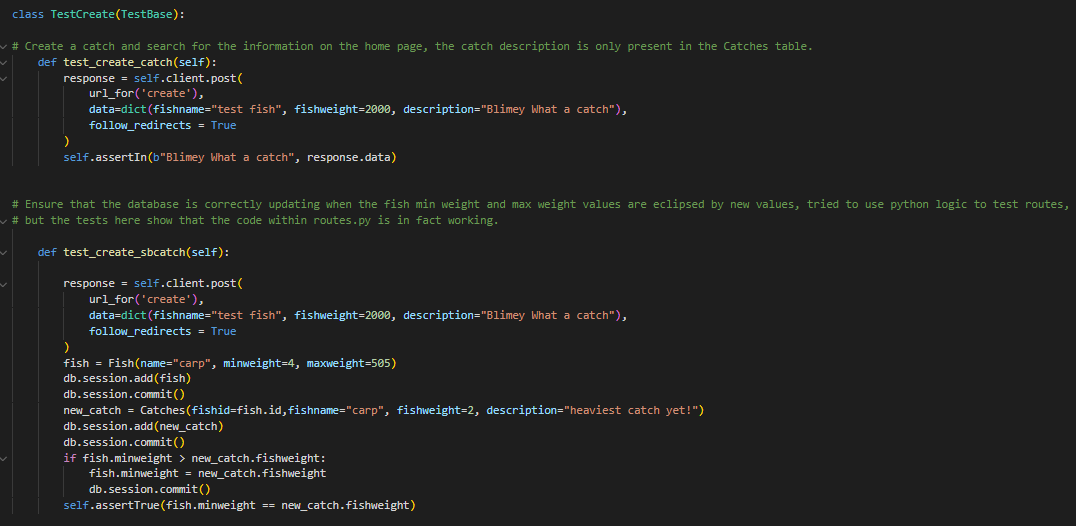 class TestCreate(TestBase):
# Create a catch and search for the information on the home page, the catch description is only present in the Catches table.
    def test_create_catch(self):
        response = self.client.post(
            url_for('create'),
            data=dict(fishname="test fish", fishweight=2000, description="Blimey What a catch"),
            follow_redirects = True
        )
        self.assertIn(b"Blimey What a catch", response.data)
# Ensure that the database is correctly updating when the fish min weight and max weight values are eclipsed by new values, tried to use python logic to test routes,
# but the tests here show that the code within routes.py is in fact working.
    def test_create_sbcatch(self):
        response = self.client.post(
            url_for('create'),
            data=dict(fishname="test fish", fishweight=2000, description="Blimey What a catch"),
            follow_redirects = True
        )
        fish = Fish(name="carp", minweight=4, maxweight=505)
        db.session.add(fish)
        db.session.commit()
        new_catch = Catches(fishid=fish.id,fishname="carp", fishweight=2, description="heaviest catch yet!")
        db.session.add(new_catch)
        db.session.commit()
        if fish.minweight > new_catch.fishweight:
            fish.minweight = new_catch.fishweight
            db.session.commit()
        self.assertTrue(fish.minweight == new_catch.fishweight)